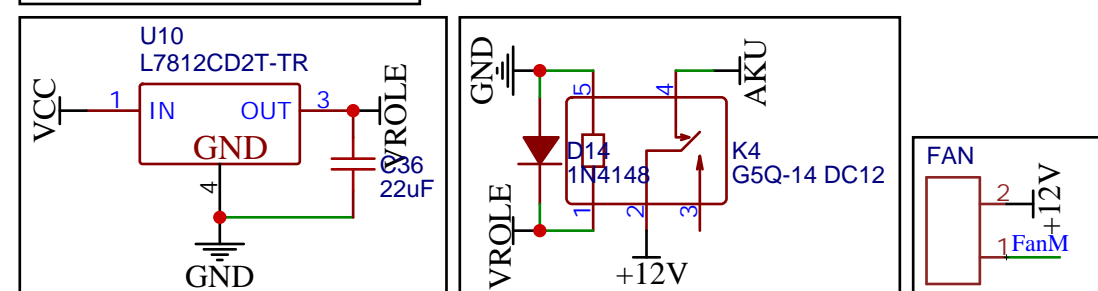 U10
L7812CD2T-TR
VCC
1
IN
OUT
3
GND
VROLE
C36
22uF
4
GND
GND
5
4
AKU
D14
1N4148
K4
G5Q-14 DC12
VROLE
1
2
3
+12V
FAN
2
+12V
1
FanM